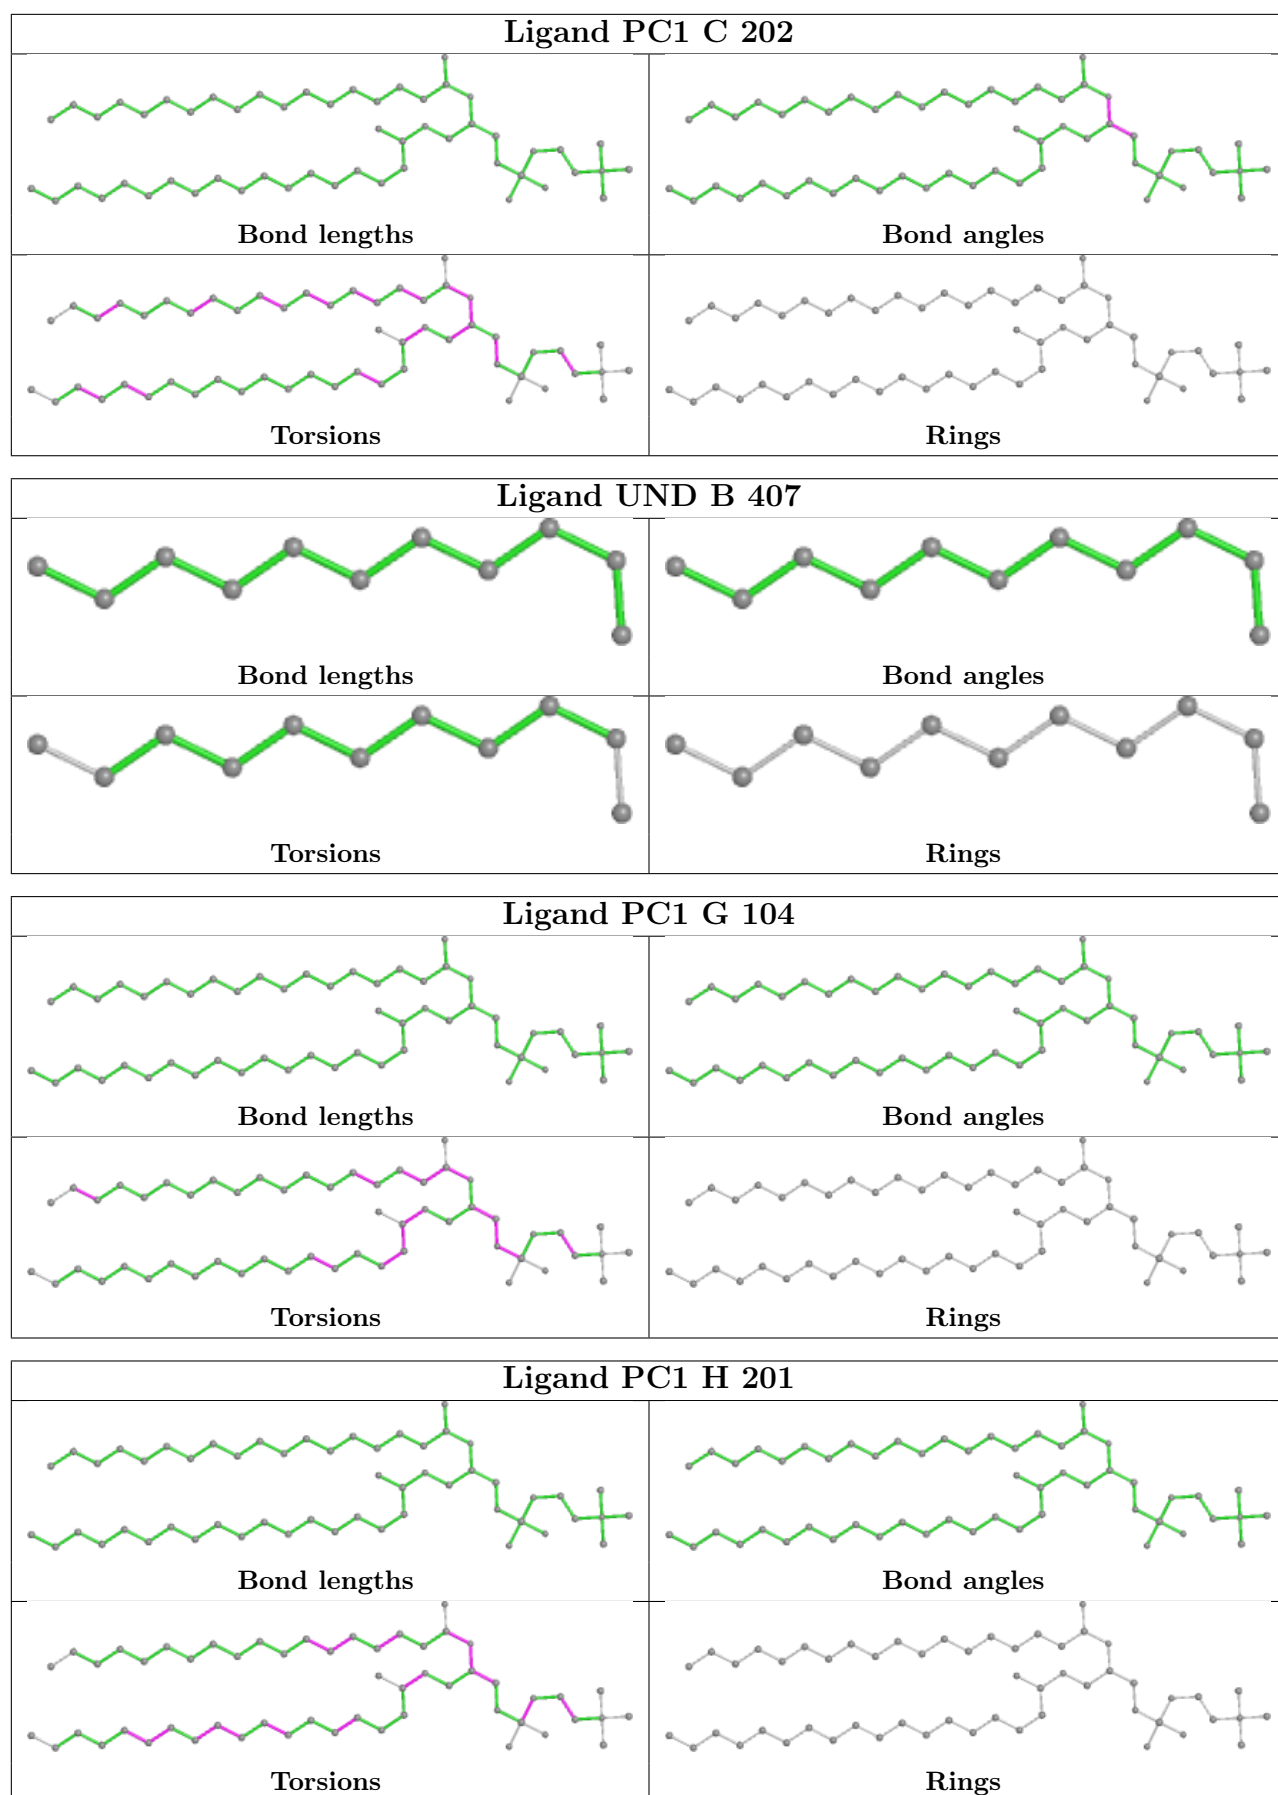 Ligand PC1 C 202
Bond lengths
Bond angles
Torsions
Rings
Ligand UND B 407
Bond lengths
Bond angles
Torsions
Rings
Ligand PC1 G 104
Bond lengths
Bond angles
Torsions
Rings
Ligand PC1 H 201
Bond lengths
Bond angles
Torsions
Rings